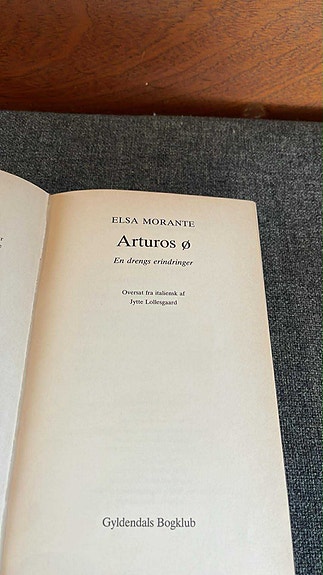 ELSA MORANTE
Arturos ø
En drengs erindringer
Oversat fra italiensk af
Jytte Lollesgaard
Gyldendals Bogklub